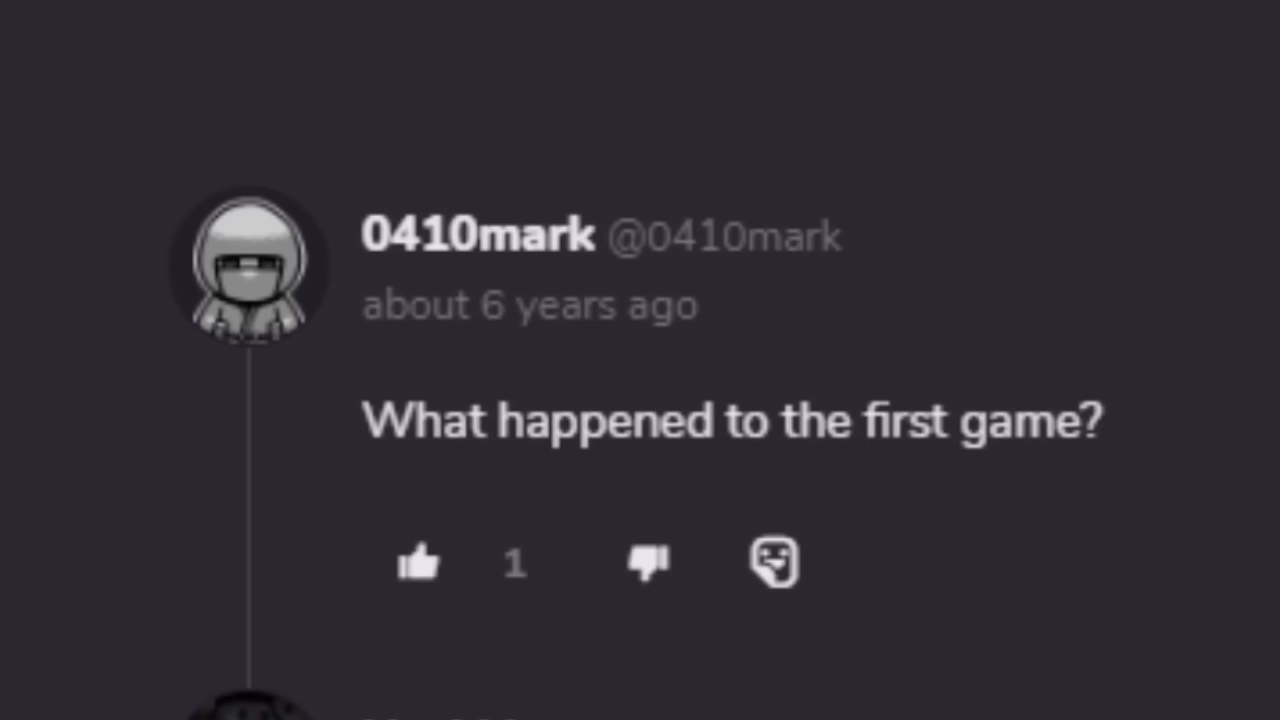 0410mark @0410mark
about 6 years ago
What happened to the first game?
1